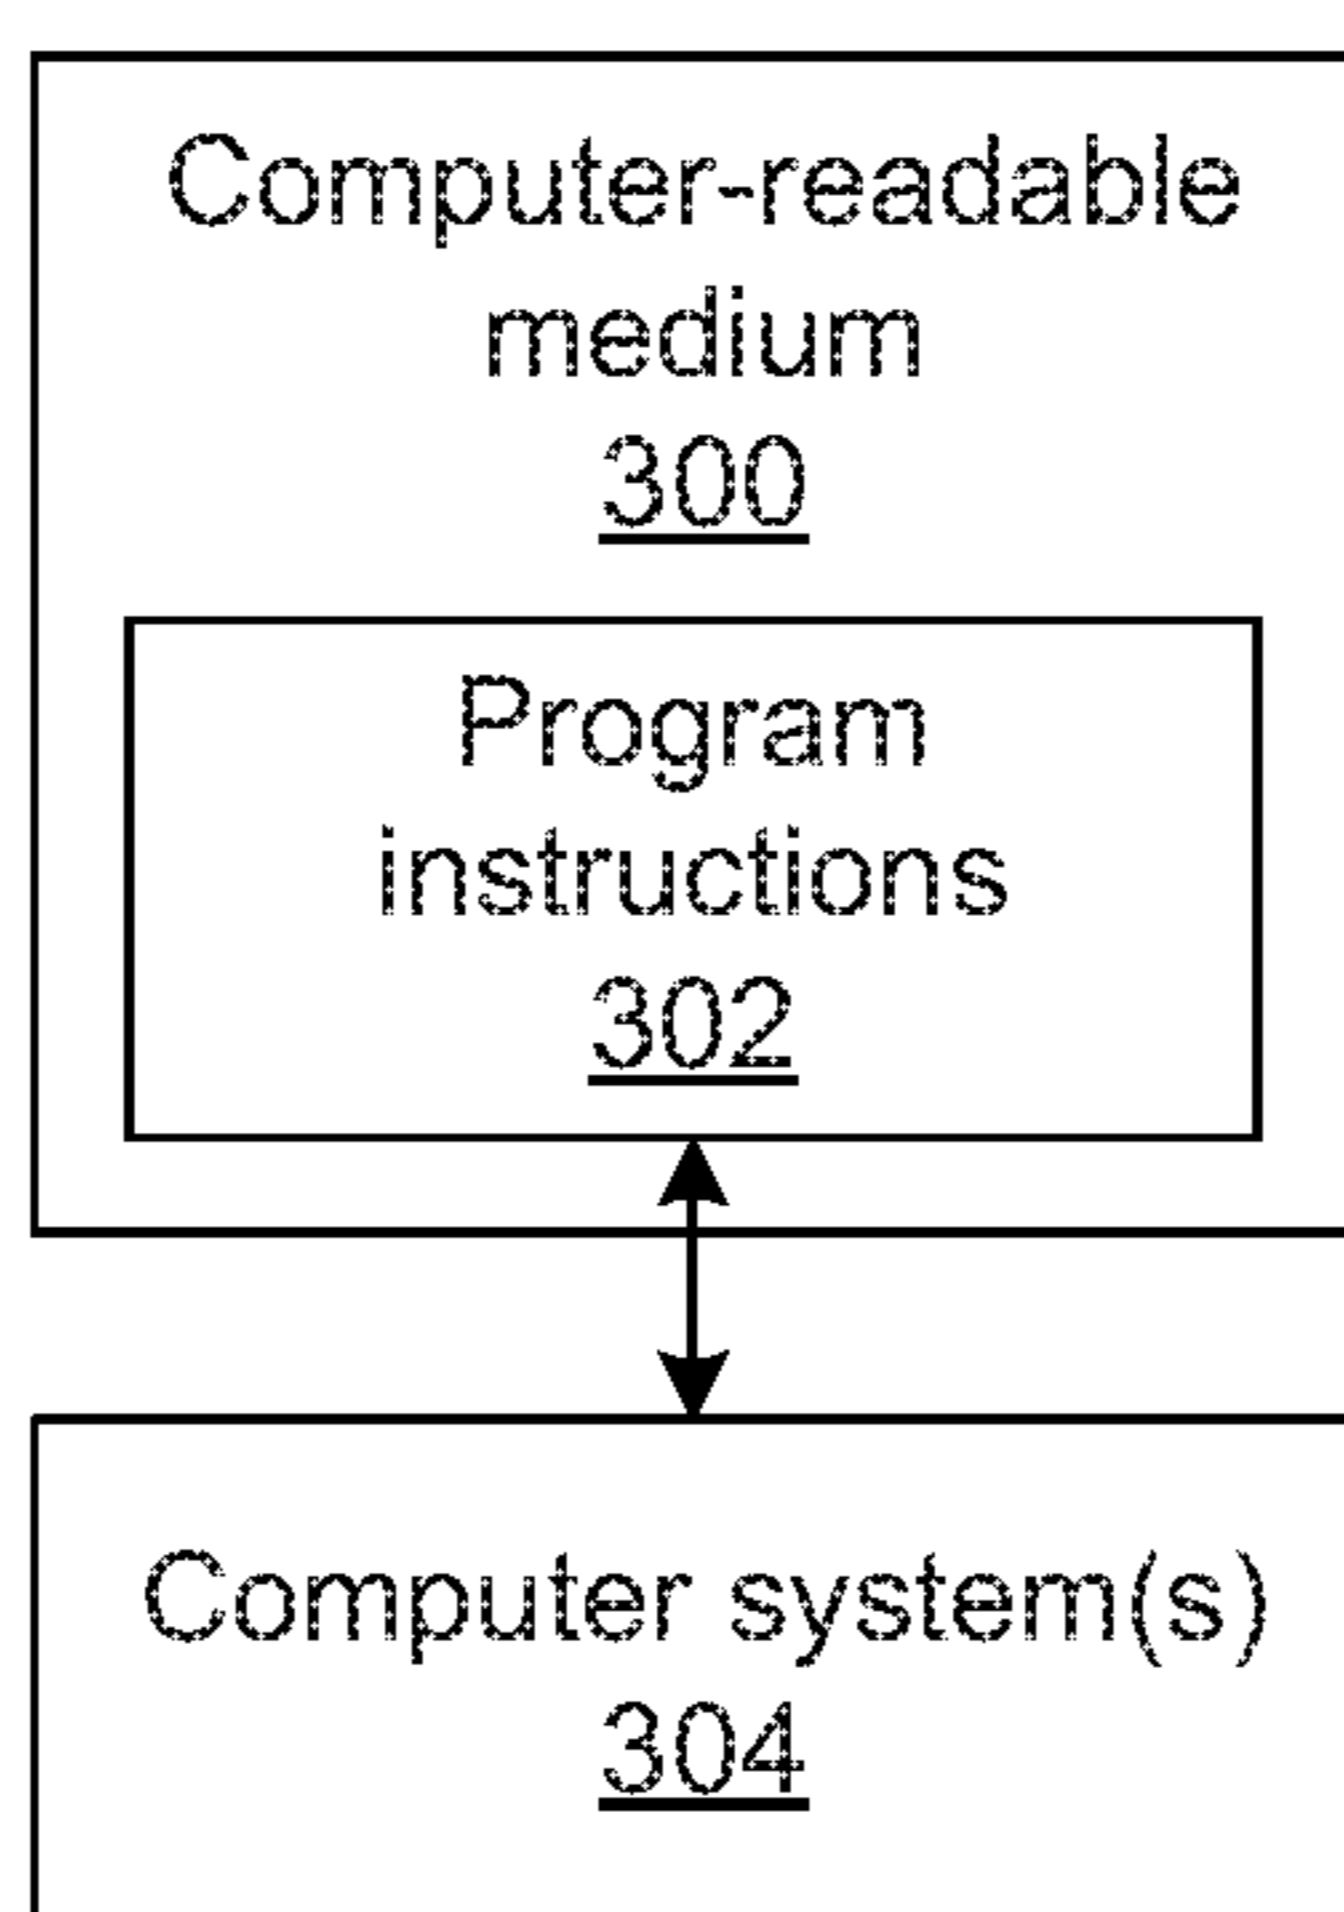 Computer-readable
medium
300
Program
instructions
302
Computer system(s)
304